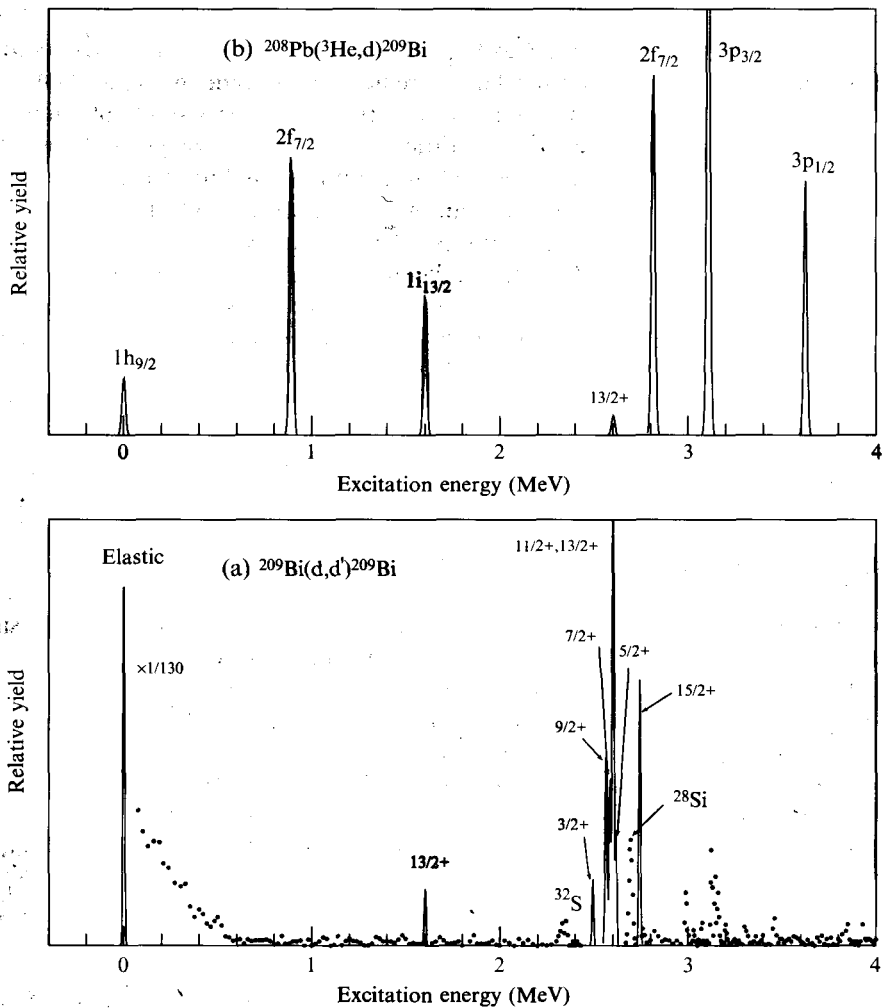 (b) ²⁰⁸Pb(³He,d)²⁰⁹Bi
3p₃/₂
2f₇/₂
2f₇/₂
3p₁/₂
1i₁₃/₂
1h₉/₂
13/2+
Relative yield
0 1 2 3 4
Excitation energy (MeV)
Elastic
(a) ²⁰⁹Bi(d,d')²⁰⁹Bi
11/2+,13/2+
7/2+
5/2+
×1/130
15/2+
9/2+
²⁸Si
3/2+
13/2+
³²S
Relative yield
0 1 2 3 4
Excitation energy (MeV)